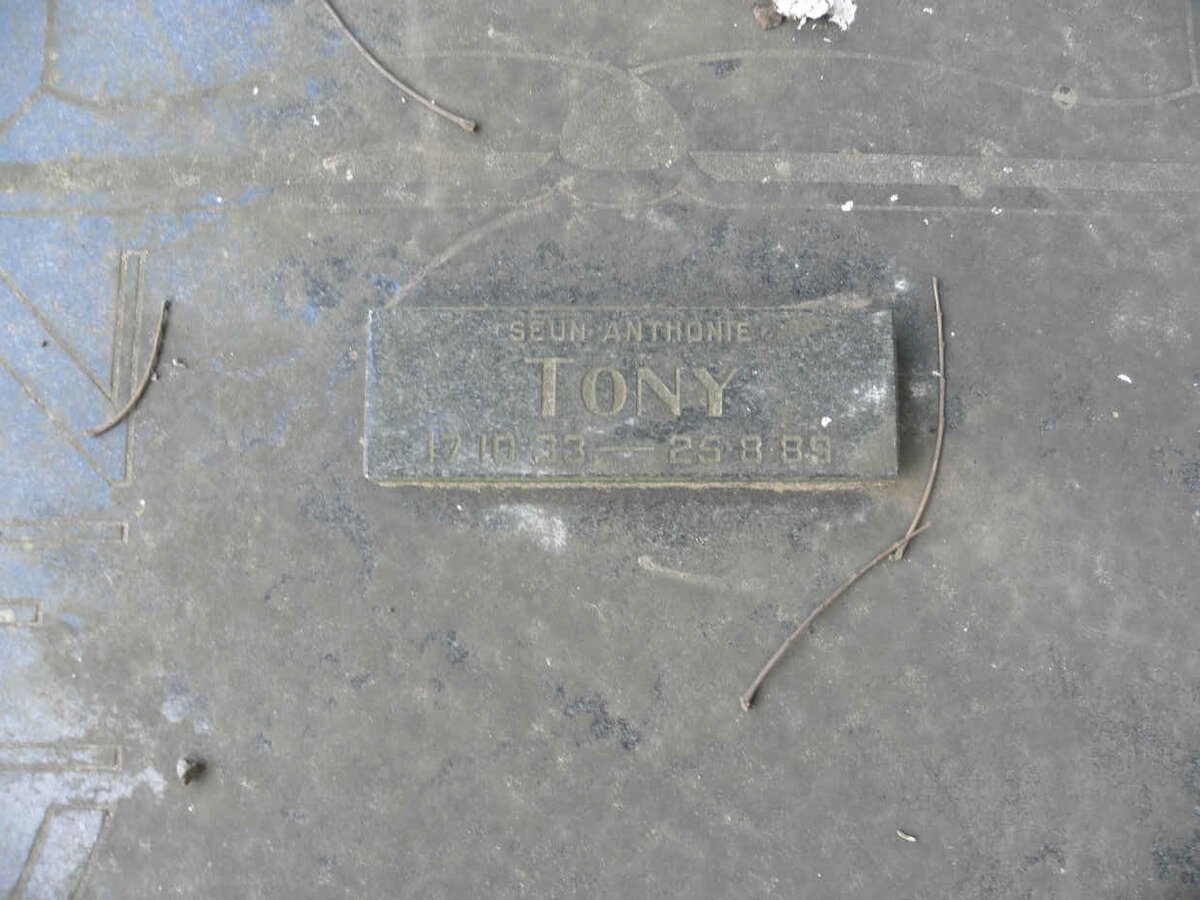 SEUN ANTHONIE
TONY
17·10·33 — 25·8·89